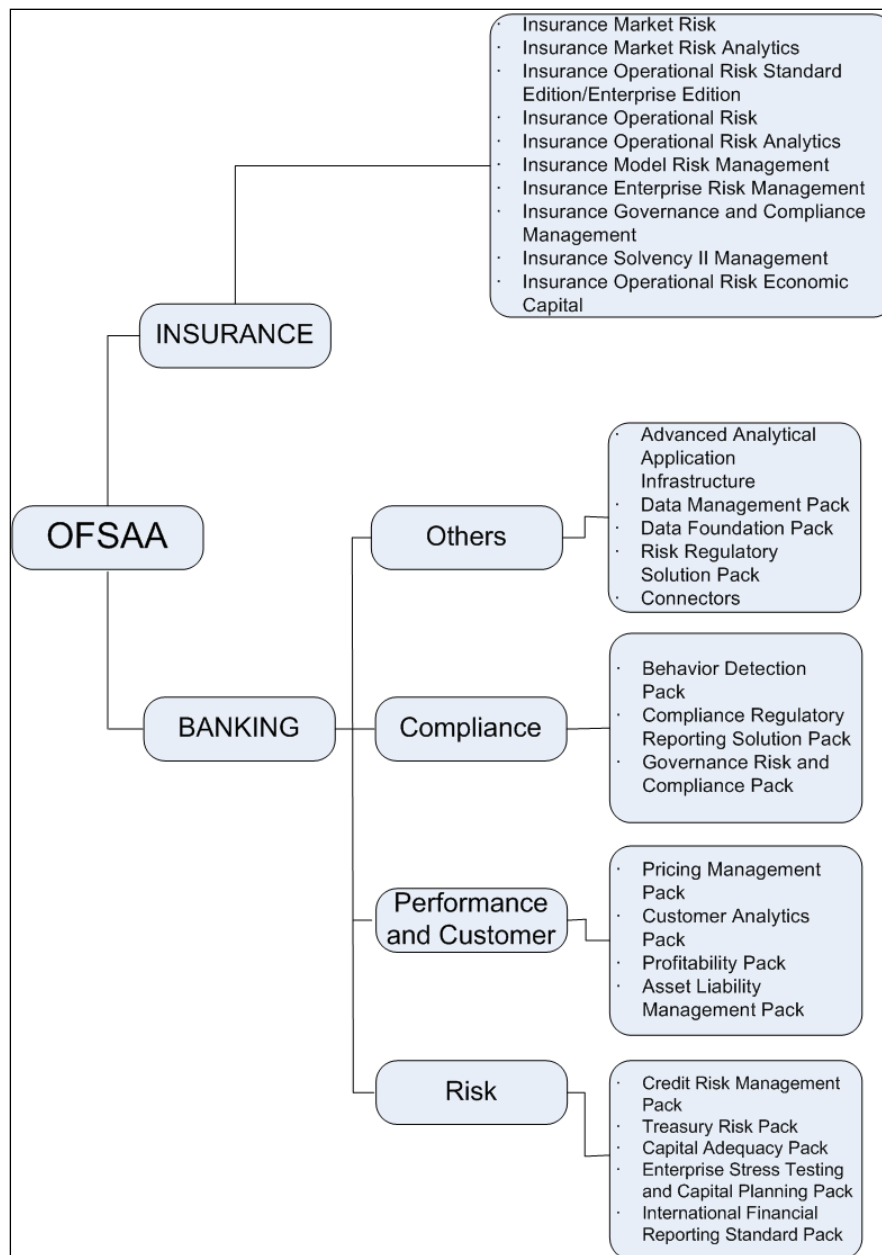 · Insurance Market Risk
· Insurance Market Risk Analytics
· Insurance Operational Risk Standard
Edition/Enterprise Edition
· Insurance Operational Risk
· Insurance Operational Risk Analytics
· Insurance Model Risk Management
· Insurance Enterprise Risk Management
· Insurance Governance and Compliance
Management
· Insurance Solvency II Management
· Insurance Operational Risk Economic
Capital
INSURANCE
OFSAA
BANKING
Others
· Advanced Analytical
Application
Infrastructure
· Data Management Pack
· Data Foundation Pack
· Risk Regulatory
Solution Pack
· Connectors
Compliance
· Behavior Detection
Pack
· Compliance Regulatory
Reporting Solution Pack
· Governance Risk and
Compliance Pack
Performance
and Customer
· Pricing Management
Pack
· Customer Analytics
Pack
· Profitability Pack
· Asset Liability
Management Pack
Risk
· Credit Risk Management
Pack
· Treasury Risk Pack
· Capital Adequacy Pack
· Enterprise Stress Testing
and Capital Planning Pack
· International Financial
Reporting Standard Pack